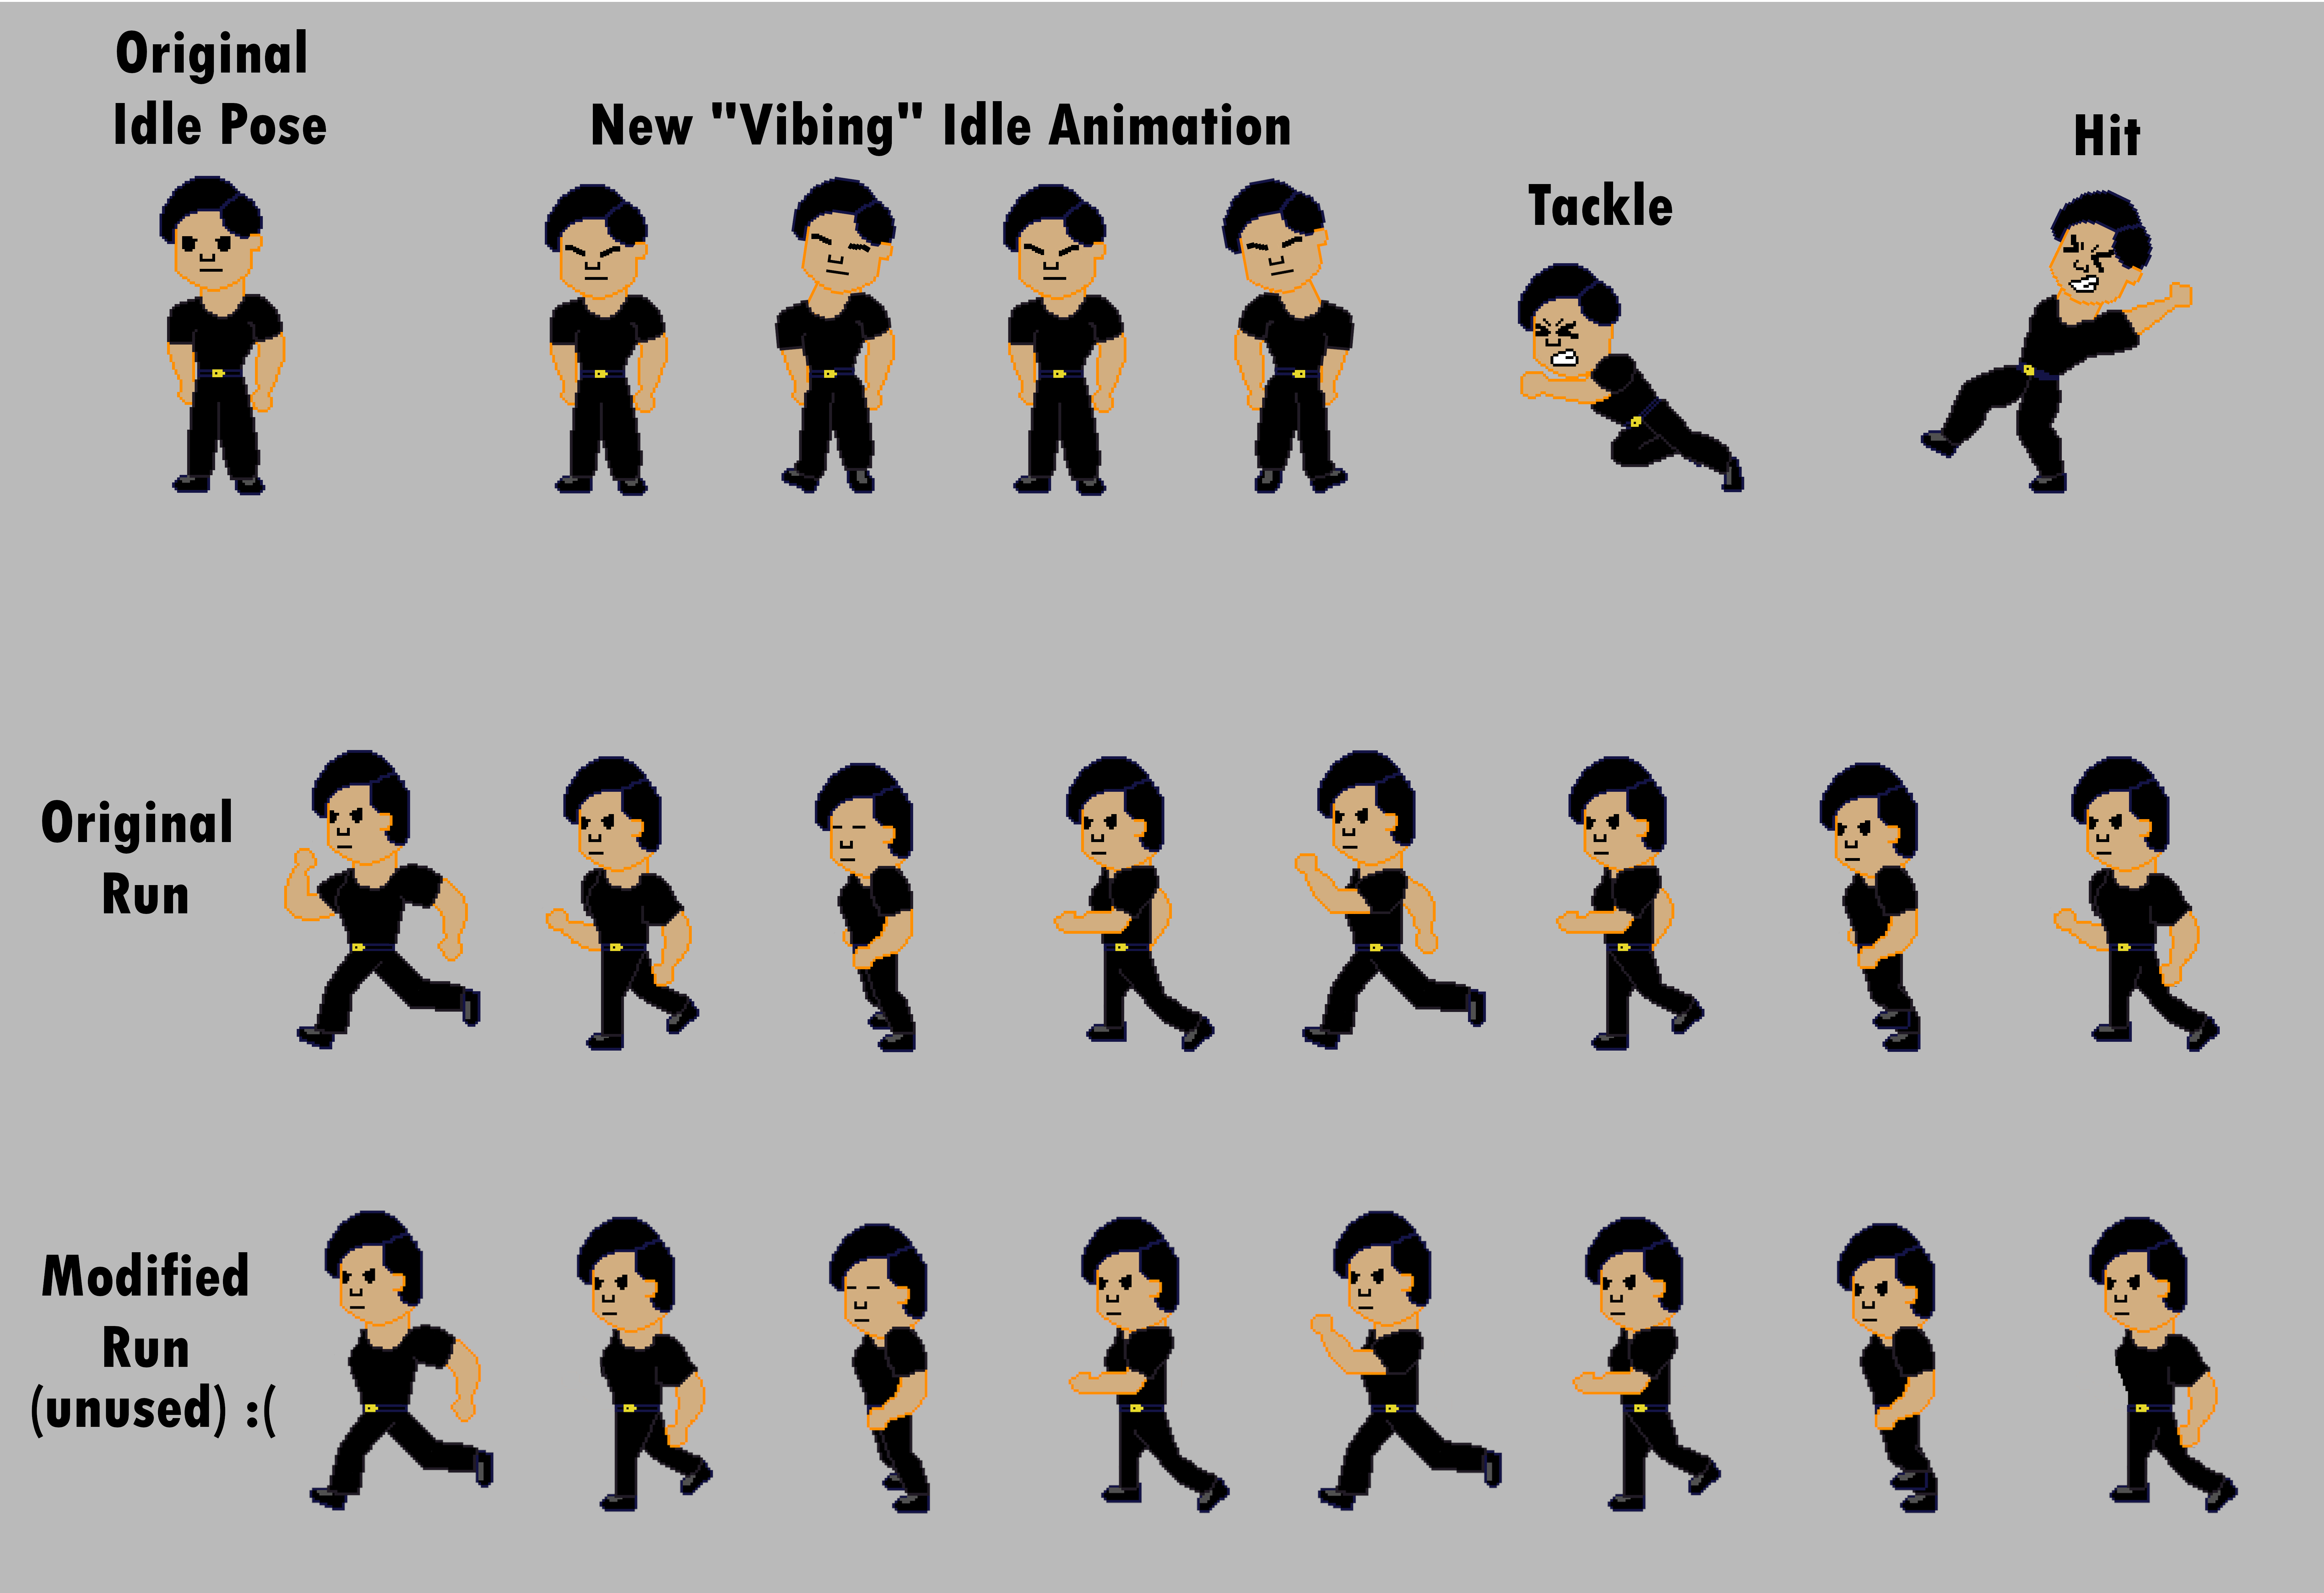 Original
Idle Pose
New "Vibing" Idle Animation
Tackle
Hit
Original
Run
Modified
Run
(unused) :(